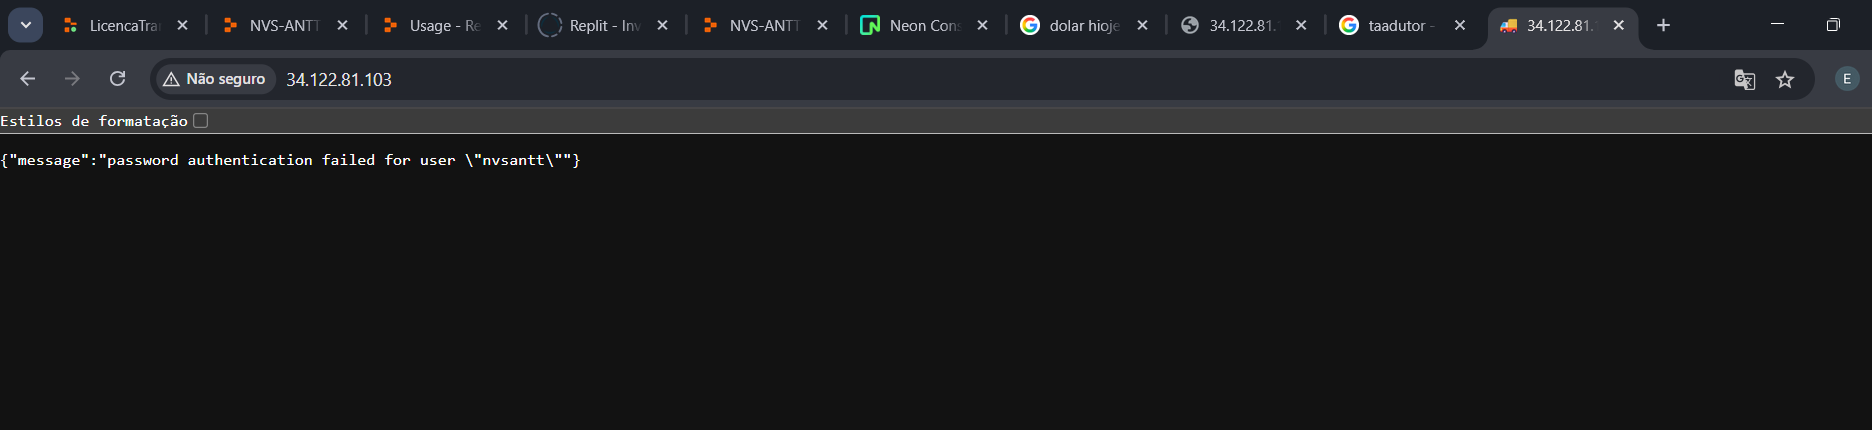 LicencaTra
NVS-ANTT
Usage - Re
Replit - Inv
NVS-ANTT
Neon Cons
dolar hioje
34.122.81.
taadutor -
34.122.81.
Não seguro
34.122.81.103
E
Estilos de formatação
{"message":"password authentication failed for user \"nvsantt\""}